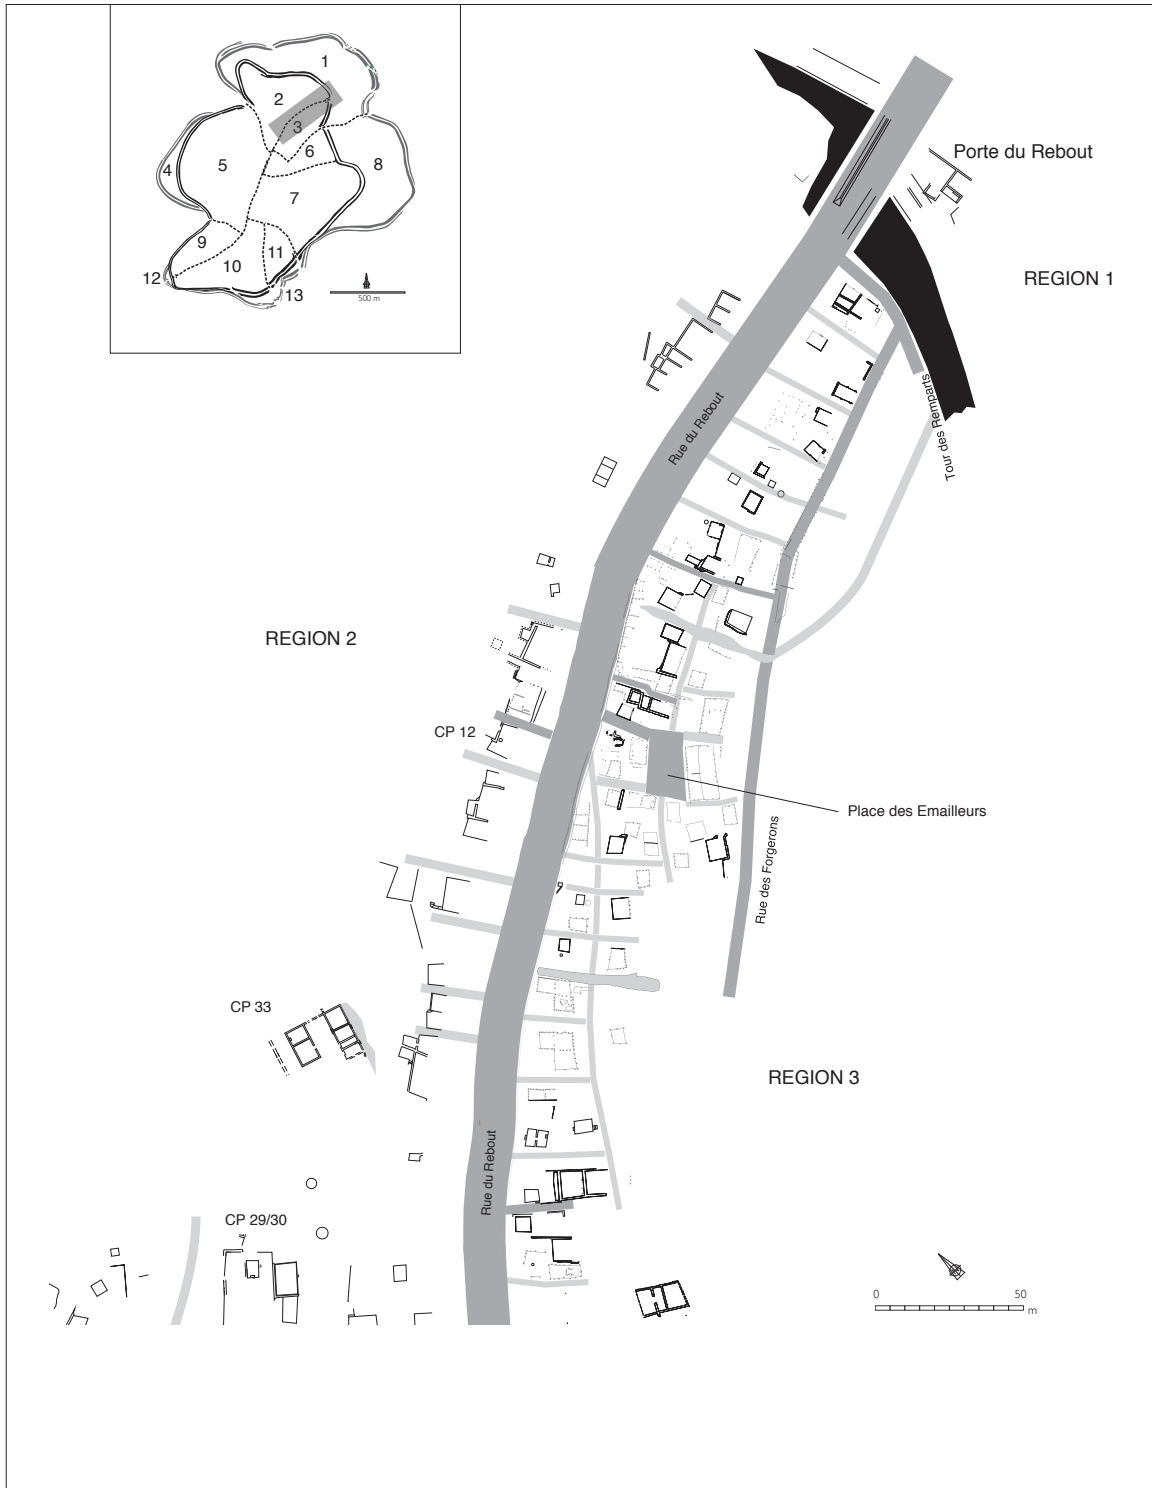 1
2
3
4
5
6
7
8
9
10
11
12
13
500 m
Porte du Rebout
REGION 1
Tour des Remparts
Rue du Rebout
REGION 2
CP 12
Place des Emailleurs
Rue des Forgerons
CP 33
REGION 3
Rue du Rebout
CP 29/30
0 50
m